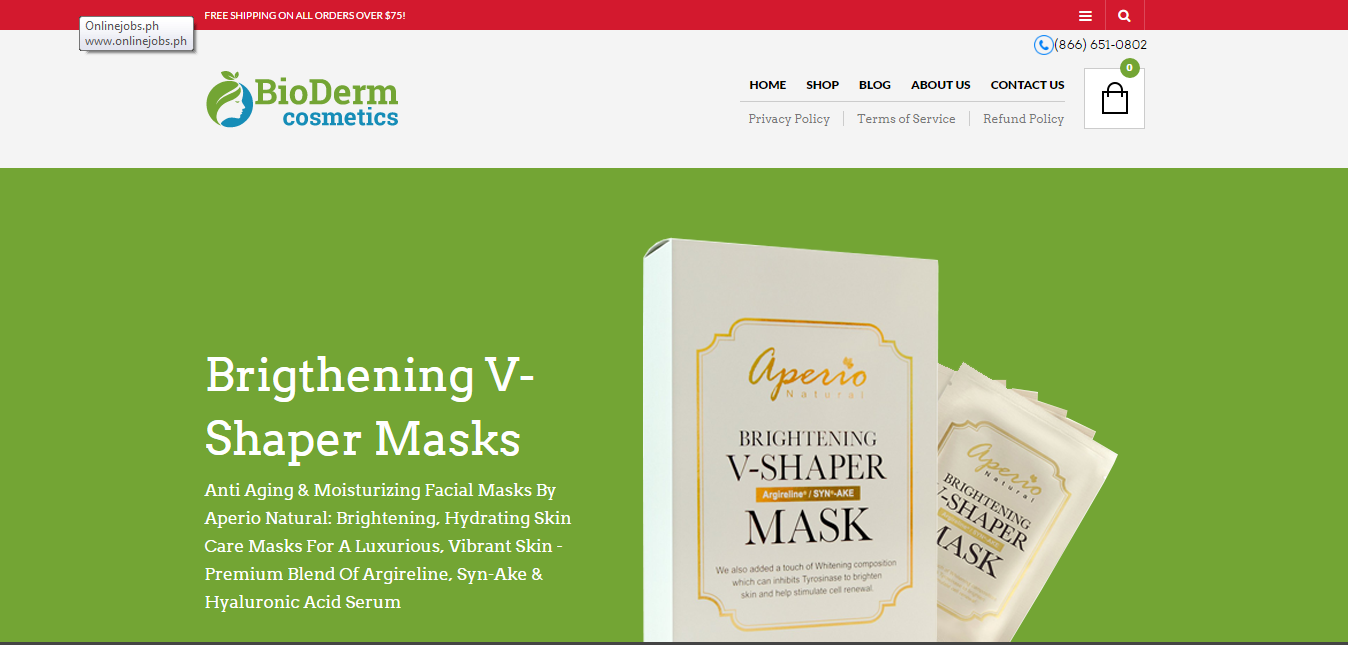 FREE SHIPPING ON ALL ORDERS OVER $75!
Onlinejobs.ph
www.onlinejobs.ph
(866) 651-0802
BioDerm
cosmetics
HOME SHOP BLOG ABOUT US CONTACT US
0
Privacy Policy Terms of Service Refund Policy
Brigthening V-
Shaper Masks
Anti Aging & Moisturizing Facial Masks By
Aperio Natural: Brightening, Hydrating Skin
Care Masks For A Luxurious, Vibrant Skin -
Premium Blend Of Argireline, Syn-Ake &
Hyaluronic Acid Serum
Aperio
Natural
BRIGHTENING
V-SHAPER
Argireline® / SYN®-AKE
MASK
We also added a touch of Whitening composition
which can inhibits Tyrosinase to brighten
skin and help stimulate cell renewal.
Aperio
Natural
BRIGHTENING
V-SHAPER
MASK